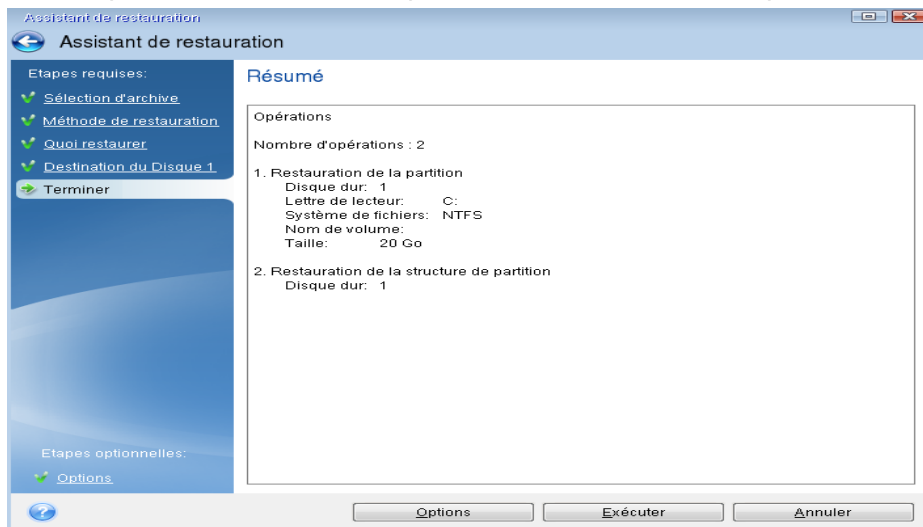 Assistant de restauration
Assistant de restauration
Etapes requises:
Sélection d'archive
Méthode de restauration
Quoi restaurer
Destination du Disque 1
Terminer
Etapes optionnelles:
Options
Résumé
Opérations
Nombre d'opérations : 2
1. Restauration de la partition
Disque dur: 1
Lettre de lecteur: C:
Système de fichiers: NTFS
Nom de volume:
Taille: 20 Go
2. Restauration de la structure de partition
Disque dur: 1
Options Exécuter Annuler